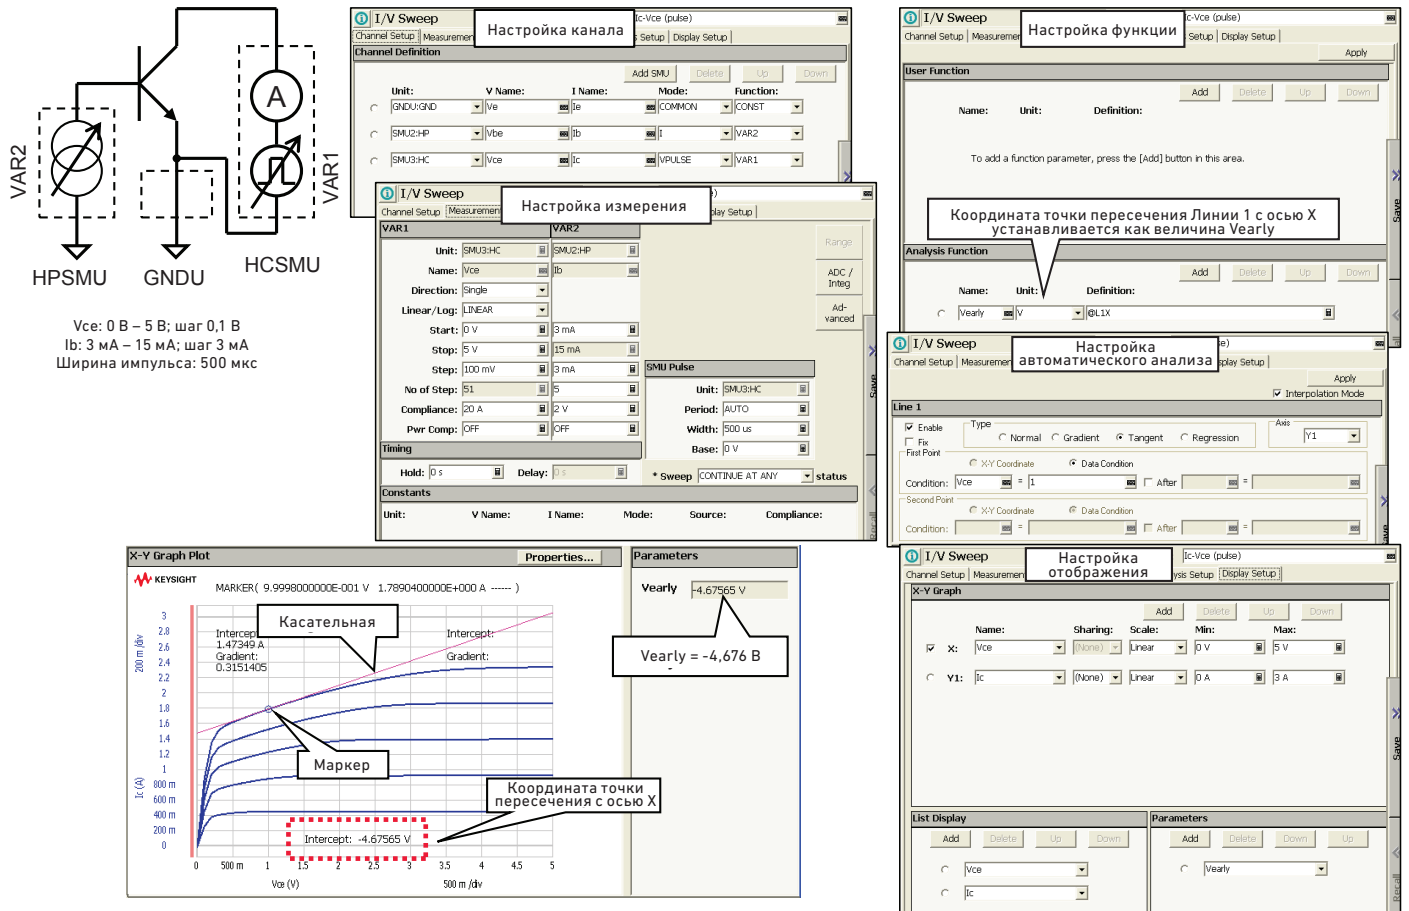 A
VAR2
VAR1
HPSMU
GNDU
HCSMU
Vce: 0 В – 5 В; шаг 0,1 В
Ib: 3 мА – 15 мА; шаг 3 мА
Ширина импульса: 500 мкс
I/V Sweep
Ic-Vce (pulse)
Настройка канала
Channel Setup
Measuremen
Setup
Display Setup
Channel Definition
Add SMU
Delete
Up
Down
Unit:
V Name:
I Name:
Mode:
Function:
GNDU:GND
Ve
Ie
COMMON
CONST
SMU2:HP
Vbe
Ib
I
VAR2
SMU3:HC
Vce
Ic
VPULSE
VAR1
I/V Sweep
Настройка измерения
Channel Setup
Measurement
play Setup
VAR1
VAR2
Unit:
SMU3:HC
SMU2:HP
Name:
Vce
Ib
Direction:
Single
Linear/Log:
LINEAR
Start:
0 V
3 mA
Stop:
5 V
15 mA
Step:
100 mV
3 mA
No of Step:
51
5
Compliance:
20 A
2 V
Pwr Comp:
OFF
OFF
Range
ADC /
Integ
Ad-
vanced
SMU Pulse
Unit:
SMU3:HC
Period:
AUTO
Width:
500 us
Base:
0 V
Timing
Hold:
0 s
Delay:
0 s
* Sweep
CONTINUE AT ANY
status
Constants
Unit:
V Name:
I Name:
Mode:
Source:
Compliance:
Save
Recall
I/V Sweep
Ic-Vce (pulse)
Настройка функции
Channel Setup
Measuremen
Setup
Display Setup
Apply
User Function
Add
Delete
Up
Down
Name:
Unit:
Definition:
To add a function parameter, press the [Add] button in this area.
Координата точки пересечения Линии 1 с осью X
устанавливается как величина Vearly
Analysis Function
Add
Delete
Up
Down
Name:
Unit:
Definition:
Vearly
V
@L1X
Save
I/V Sweep
Настройка
автоматического анализа
Channel Setup
Measuremen
splay Setup
Apply
Interpolation Mode
Line 1
Enable
Fix
Type
Normal
Gradient
Tangent
Regression
Axis
Y1
First Point
X-Y Coordinate
Data Condition
Condition:
Vce
=
1
After
=
Second Point
X-Y Coordinate
Data Condition
Condition:
=
After
=
X-Y Graph Plot
Properties...
Parameters
KEYSIGHT
MARKER( 9.9998000000E-001 V 1.7890400000E+000 A ------ )
Vearly
-4.67565 V
Vearly = -4,676 В
Касательная
Intercept:
1.47349 A
Gradient:
0.3151405
Intercept:
Gradient:
Маркер
Координата точки
пересечения с осью X
Intercept: -4.67565 V
200 m /div
Ic (A)
3
2.8
2.6
2.4
2.2
2
1.8
1.6
1.4
1.2
1
800 m
600 m
400 m
200 m
0
0
500 m
1
1.5
2
2.5
3
3.5
4
4.5
5
Vce (V)
500 m /div
I/V Sweep
Ic-Vce (pulse)
Настройка
отображения
Channel Setup
Measuremen
ysis Setup
Display Setup
X-Y Graph
Add
Delete
Up
Down
Name:
Sharing:
Scale:
Min:
Max:
X:
Vce
(None)
Linear
0 V
5 V
Y1:
Ic
(None)
Linear
0 A
3 A
Save
List Display
Add
Delete
Up
Down
Vce
Ic
Parameters
Add
Delete
Down
Up
Vearly
Recall